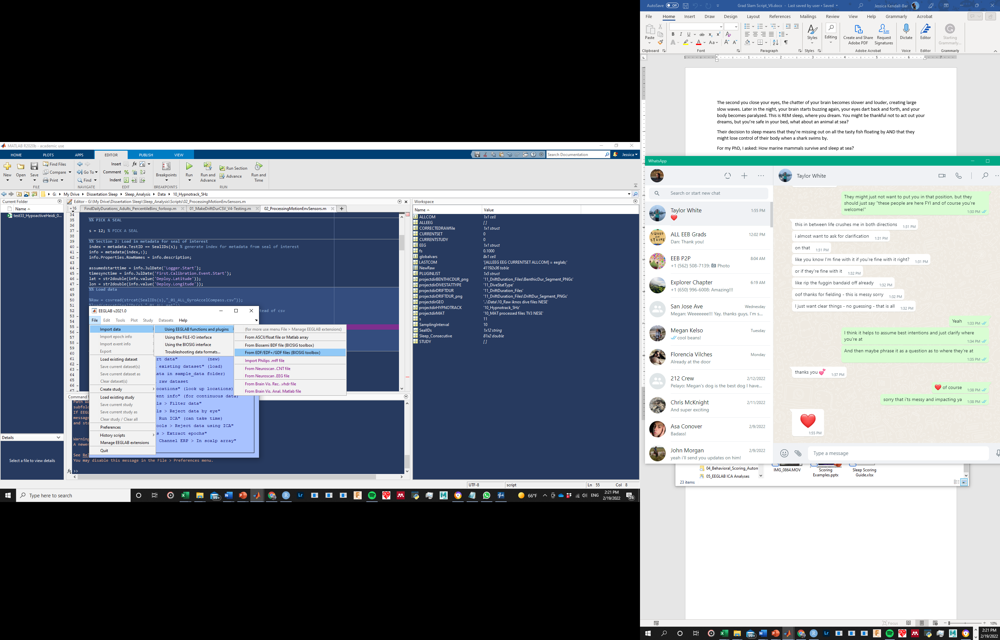 MATLAB R2020b - academic use
HOME PLOTS APPS EDITOR PUBLISH VIEW
Search Documentation
Jessica
New Open Save
Find Files
Compare
Print
FILE
Go To
Find
NAVIGATE
Insert
Comment
Indent
EDIT
Breakpoints
BREAKPOINTS
Run
Run and Advance
Run Section
Advance
Run and Time
RUN
G: My Drive Dissertation Sleep Sleep_Analysis Data 10_Hypnotrack_5Hz
Current Folder
Name
test33_HypoactiveHeidi_0...
Details
Select a file to view details
Editor - G:\My Drive\Dissertation Sleep\Sleep_Analysis\Scripts\02_ProcessingMotionEnvSensors.m
+16 FindDailyDurations_Adults_PercentileBins_forloop.m 01_MakeDriftDurCSV_V4-Testing.m 02_ProcessingMotionEnvSensors.m
34
35 %% PICK A SEAL
36
37 – s = 12; % PICK A SEAL
38
39 %% Section 2: Load in metadata for seal of interest
40 – index = metadata.TestID == SealIDs(s); % generate index for metadata from seal of interest
41 – info = metadata(index,:);
42 – info.Properties.RowNames = info.description;
43
44 – assumedstarttime = info.JulDate('Logger.Start');
45 – timesynctime = info.JulDate('First.Calibration.Event.Start');
46 – lat = str2double(info.value('Deploy.Latitude'));
47 – lon = str2double(info.value('Deploy.Longitude'));
48 %% Load data
49
50 %Raw = csvread(strcat(SealIDs(s),"_01_ALL_GyroAccelCompass.csv"));
51 %load(strcat(SealIDs(s),"_01_ALL.mat"))
52 tead of csv
53 –
54
55 –
56 –
57 –
58 –
59
60
61
62 –
63 –
64
65
66 –
67 –
EEGLAB v2021.0
File Edit Tools Plot Study Datasets Help
Import data
Import epoch info
Import event info
Export
Load existing dataset
Save current dataset(s)
Save current dataset as
Clear dataset(s)
Create study
Load existing study
Save current study
Save current study as
Clear study / Clear all
Preferences
History scripts
Manage EEGLAB extensions
Quit
Using EEGLAB functions and plugins
Using the FILE-IO interface
Using the BIOSIG interface
Troubleshooting data formats...
(for more use menu File > Manage EEGLAB extensions)
From ASCII/float file or Matlab array
From Biosemi BDF file (BIOSIG toolbox)
From EDF/EDF+/GDF files (BIOSIG toolbox)
Import Philips .mff file
From Neuroscan .CNT file
From Neuroscan .EEG file
From Brain Vis. Rec. .vhdr file
From Brain Vis. Anal. Matlab file
rt data" (new)
existing dataset" (load)
ata in sample_data folder)
raw dataset
ocations" (look up locations)
ent info" (for continuous data)
ls > Filter data"
ls > Reject data by eye"
Run ICA" (can take time)
ools > Reject data using ICA"
s > Extract epochs"
Channel ERP > In scalp array"
Command
Path Wa
subfol
If EEGL
message
and sta
Warning
A newer
See Rel
You may disable this message in the File > Preferences menu.
fx >>
Workspace
Name Value
ALLCOM 1x1 cell
ALLEEG []
CORRECTEDRAWfile 1x1 struct
CURRENTSET 0
CURRENTSTUDY 0
EEG 1x1 struct
fs 0.1000
globalvars 8x1 cell
LASTCOM '[ALLEEG EEG CURRENTSET ALLCOM] = eeglab;'
NewRaw 41192x36 table
PLUGINLIST 1x5 struct
projectdirBENTHICDUR_png '11_DriftDuration_Files\BenthicDur_Segment_PNGs'
projectdirDIVESTATTYPE '11_DiveStatType'
projectdirDRIFTDUR '11_DriftDuration_Files'
projectdirDRIFTDUR_png '11_DriftDuration_Files\DriftDur_Segment_PNGs'
projectdirGEO '..\Data\10_Raw iknos dive files NESE'
projectdirHYPNOTRACK '10_Hypnotrack_5Hz'
projectdirMAT '10_MAT processed files TV3 NESE'
s 11
SamplingInterval 10
SealIDs 1x12 string
Sleep_Consecutive 81x2 double
STUDY []
UTF-8 script Ln 55 Col 8
Type here to search
99+
66°F
ENG
2:21 PM
2/19/2022
26
AutoSave Off
Grad Slam Script_V6.docx - Last saved by user • Saved
Jessica Kendall-Bar
File Home Insert Draw Design Layout References Mailings Review View Help Grammarly Acrobat
Paste
Clipboard
Font
Paragraph
Styles
Styles
Editing
Create and Share Adobe PDF
Request Signatures
Adobe Acrobat
Dictate
Voice
Editor
Editor
Starting Grammarly...
Grammarly
The second you close your eyes, the chatter of your brain becomes slower and louder, creating large
slow waves. Later in the night, your brain starts buzzing again, your eyes dart back and forth, and your
body becomes paralyzed. This is REM sleep, where you dream. You might be thankful not to act out your
dreams, but you're safe in your bed, what about an animal at sea?
Their decision to sleep means that they're missing out on all the tasty fish floating by AND that they
might lose control of their body when a shark swims by.
For my PhD, I asked: How marine mammals survive and sleep at sea?
WhatsApp
Search or start new chat
Taylor White 1:55 PM
❤️
ALL EEB Grads 12:02 PM
Dan: Thank you!
EEB P2P 8:04 AM
+1 (562) 508-7139: Photo
Explorer Chapter 6:19 AM
+1 (650) 996-6008: Amazing!!!
San Jose Ave Wednesday
Megan: Weeeeeee!!! Yay, thanks guys, I'm s...
Megan Kelso Tuesday
cool beans!
Florencia Vilches Monday
Already at the door
212 Crew 2/12/2022
Pelayo: Megan's dog is the best dog I have...
Chris McKnight 2/11/2022
And super exciting
Asa Conover 2/9/2022
Badass!
John Morgan 2/9/2022
yeah i'll send you updates on him!
SQUID ON STRIKE
Taylor White
They might just not want to put you in that position, but they
should just say "these people are here FYI and of course you're
welcome!" 1:30 PM
this in between life crushes me in both directions 1:31 PM
i almost want to ask for clarification 1:31 PM
on that 1:31 PM
like you know I'm fine with it if you're fine with it right? 1:31 PM
or if they're fine with it 1:32 PM
like rip the fuggin bandaid off already 1:32 PM
oof thanks for fielding - this is messy sorry 1:32 PM
I just want clear things - no guessing - that is all 1:32 PM
Yeah 1:33 PM
I think it helps to assume best intentions and just clarify where
you're at 1:34 PM
And then maybe phrase it as a question as to where they're at
1:35 PM
thanks you 💕 1:37 PM
❤️ of course 1:38 PM
sorry that i'ts messy and impacting ya 1:38 PM
❤️
1:55 PM
Type a message
04_Behavioral_Scoring_Autom
05_EEGLAB ICA Analyses
IMG_0864.MOV
Scoring Examples.pptx
Sleep Scoring Guide.xlsx
23 items
Focus
10%
99+
2:21 PM
2/19/2022